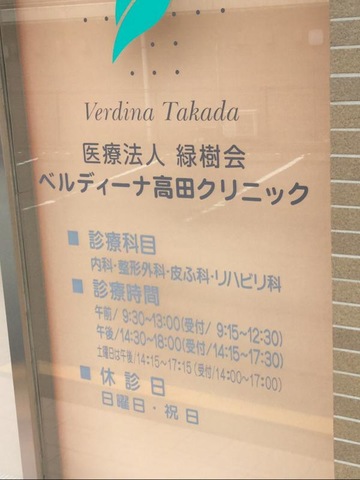 Verdina Takada
医療法人 緑樹会
ベルディーナ高田クリニック
■ 診療科目
内科・整形外科・皮ふ科・リハビリ科
■ 診療時間
午前/ 9:30~13:00(受付/ 9:15~12:30)
午後/14:30~18:00(受付/14:15~17:30)
土曜日は午後/14:15~17:15(受付/14:00~17:00)
■ 休診日
日曜日・祝日